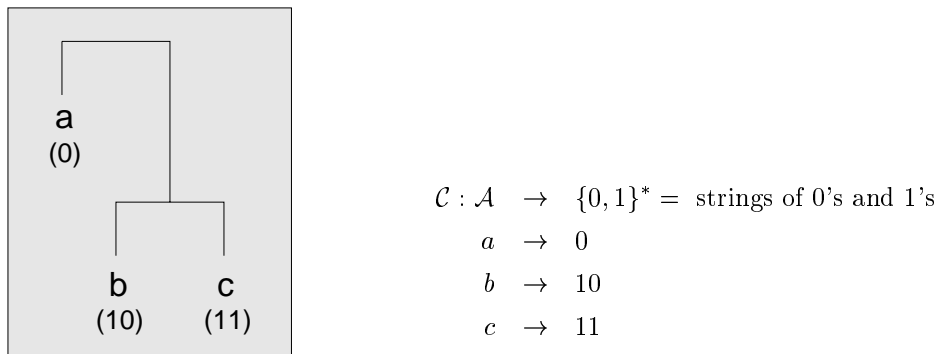 a
(0)
b c
(10) (11)
𝒞 : 𝒜 → {0, 1}* = strings of 0's and 1's
a → 0
b → 10
c → 11